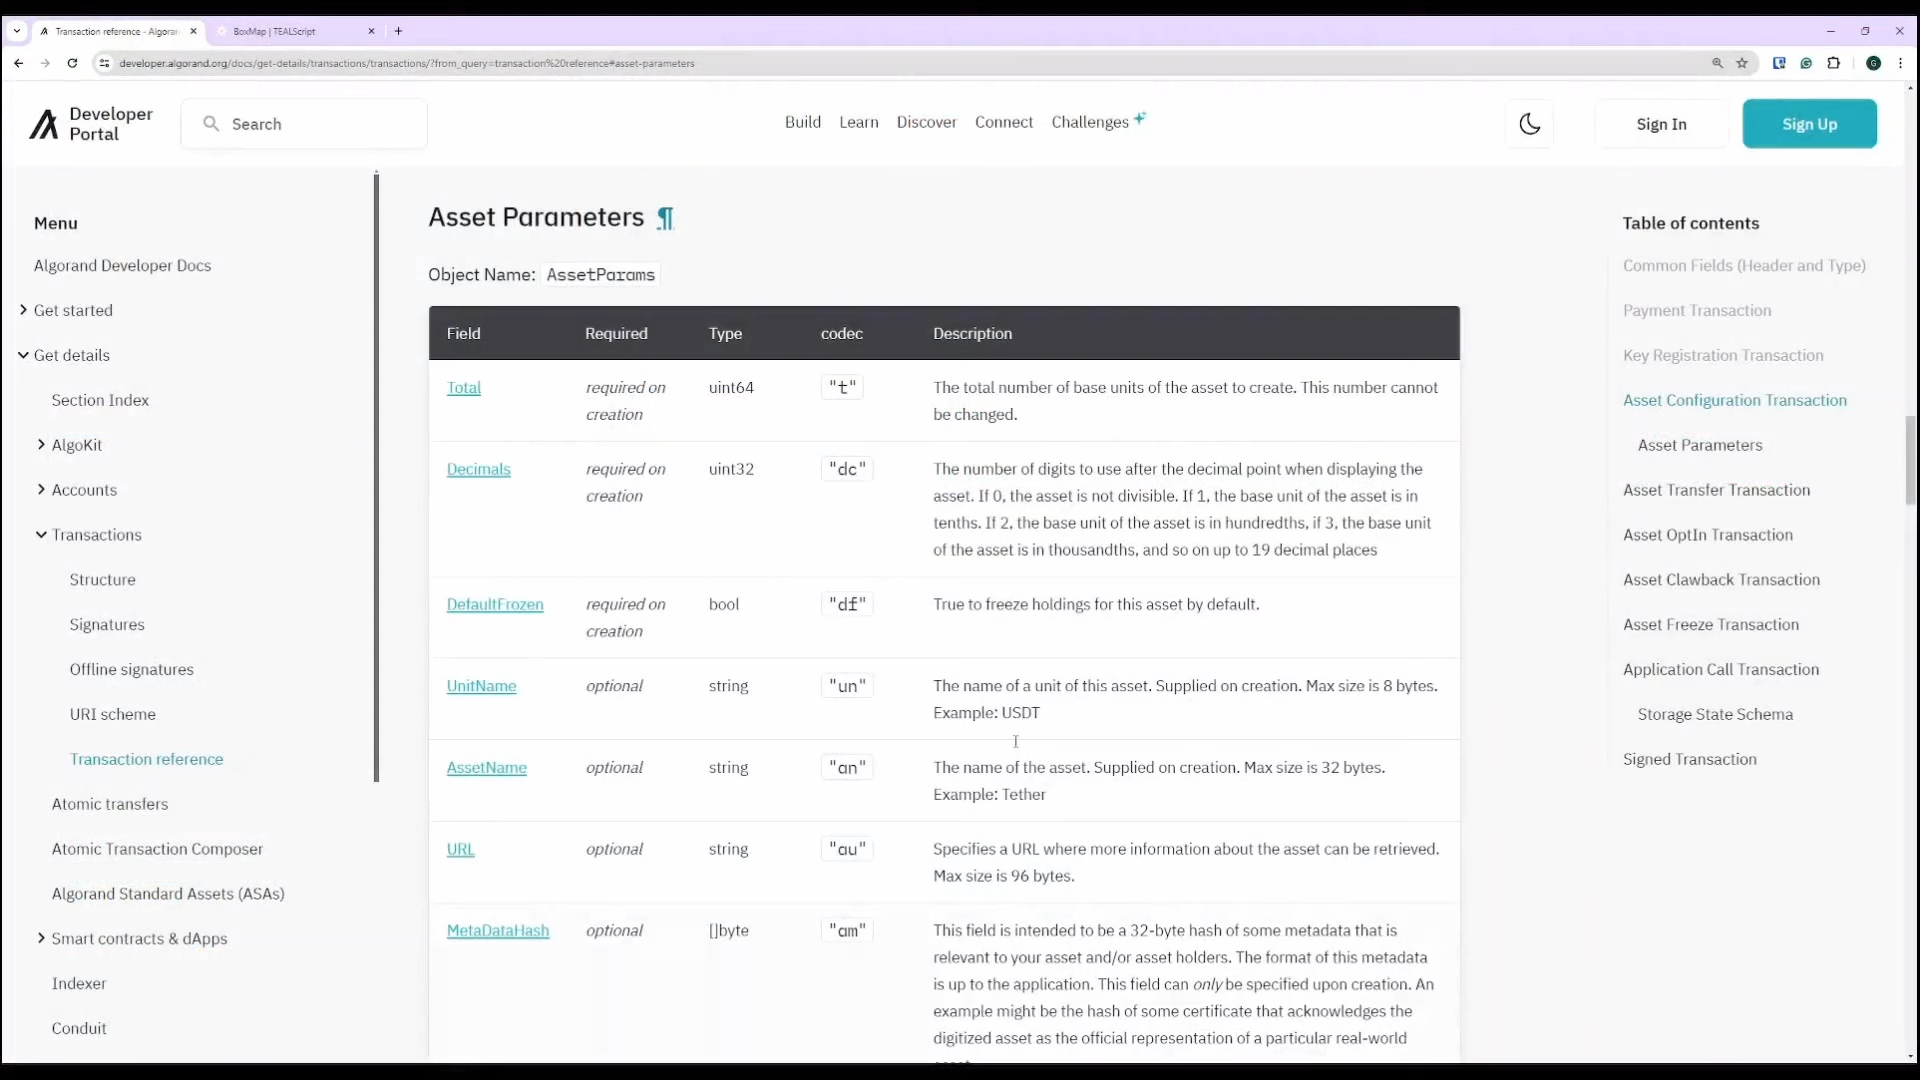 Transaction reference - Algoran
BoxMap | TEALScript
developer.algorand.org/docs/get-details/transactions/transactions/?from_query=transaction%20reference#asset-parameters
G
Developer
Portal
Search
Build
Learn
Discover
Connect
Challenges
Sign In
Sign Up
Menu
Algorand Developer Docs
Get started
Get details
Section Index
AlgoKit
Accounts
Transactions
Structure
Signatures
Offline signatures
URI scheme
Transaction reference
Atomic transfers
Atomic Transaction Composer
Algorand Standard Assets (ASAs)
Smart contracts & dApps
Indexer
Conduit
Asset Parameters ¶
Object Name: AssetParams
Field Required Type codec Description
Total required on uint64 "t" The total number of base units of the asset to create. This number cannot
creation be changed.
Decimals required on uint32 "dc" The number of digits to use after the decimal point when displaying the
creation asset. If 0, the asset is not divisible. If 1, the base unit of the asset is in
tenths. If 2, the base unit of the asset is in hundredths, if 3, the base unit
of the asset is in thousandths, and so on up to 19 decimal places
DefaultFrozen required on bool "df" True to freeze holdings for this asset by default.
creation
UnitName optional string "un" The name of a unit of this asset. Supplied on creation. Max size is 8 bytes.
Example: USDT
AssetName optional string "an" The name of the asset. Supplied on creation. Max size is 32 bytes.
Example: Tether
URL optional string "au" Specifies a URL where more information about the asset can be retrieved.
Max size is 96 bytes.
MetaDataHash optional []byte "am" This field is intended to be a 32-byte hash of some metadata that is
relevant to your asset and/or asset holders. The format of this metadata
is up to the application. This field can only be specified upon creation. An
example might be the hash of some certificate that acknowledges the
digitized asset as the official representation of a particular real-world
Table of contents
Common Fields (Header and Type)
Payment Transaction
Key Registration Transaction
Asset Configuration Transaction
Asset Parameters
Asset Transfer Transaction
Asset OptIn Transaction
Asset Clawback Transaction
Asset Freeze Transaction
Application Call Transaction
Storage State Schema
Signed Transaction